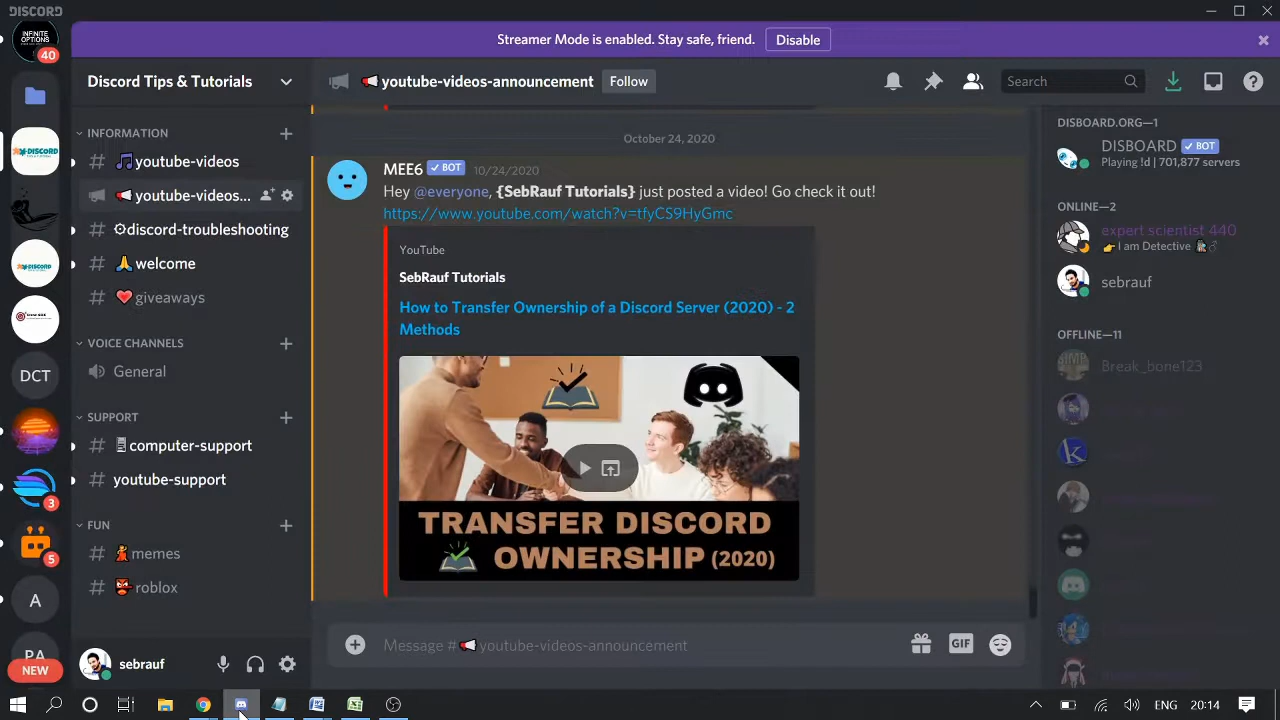 DISCORD
Streamer Mode is enabled. Stay safe, friend.
Disable
INFINITE
OPTIONS
40
DCT
3
5
A
PA
NEW
Discord Tips & Tutorials
INFORMATION
youtube-videos
youtube-videos...
discord-troubleshooting
welcome
giveaways
VOICE CHANNELS
General
SUPPORT
computer-support
youtube-support
FUN
memes
roblox
sebrauf
youtube-videos-announcement
Follow
Search
October 24, 2020
MEE6 ✓ BOT 10/24/2020
Hey @everyone, {SebRauf Tutorials} just posted a video! Go check it out!
https://www.youtube.com/watch?v=tfyCS9HyGmc
YouTube
SebRauf Tutorials
How to Transfer Ownership of a Discord Server (2020) - 2
Methods
TRANSFER DISCORD
OWNERSHIP (2020)
Message # youtube-videos-announcement
GIF
DISBOARD.ORG—1
DISBOARD ✓ BOT
Playing !d | 701,877 servers
ONLINE—2
expert scientist 440
I am Detective
sebrauf
OFFLINE—11
Break_bone123
ENG
20:14